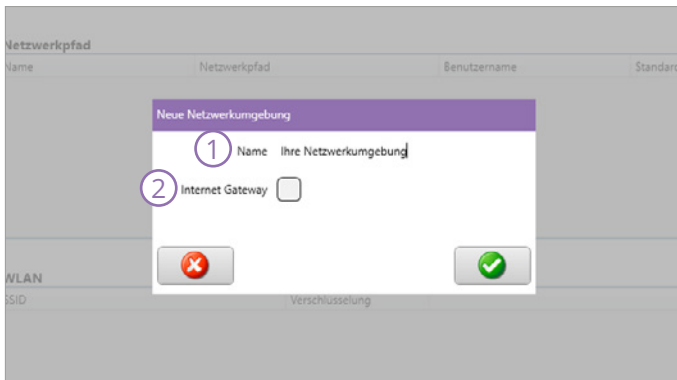 Netzwerkpfad
Name Netzwerkpfad Benutzername Standard
Neue Netzwerkumgebung
1 Name Ihre Netzwerkumgebung
2 Internet Gateway
WLAN
SSID Verschlüsselung